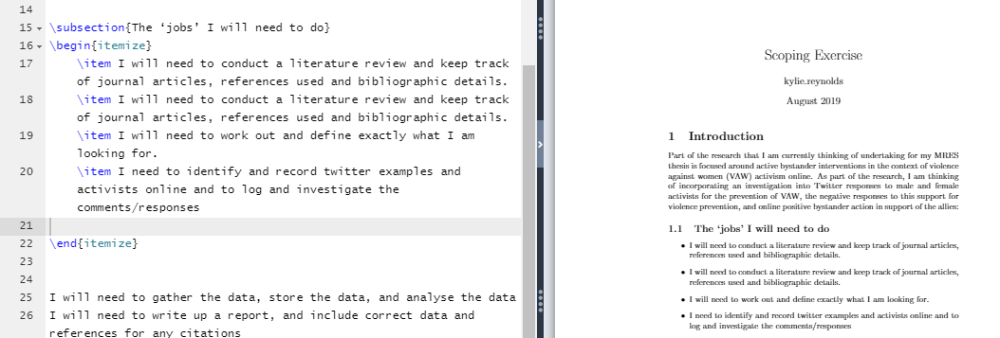 14
15 \subsection{The ‘jobs’ I will need to do}
16 \begin{itemize}
17 \item I will need to conduct a literature review and keep track
of journal articles, references used and bibliographic details.
18 \item I will need to conduct a literature review and keep track
of journal articles, references used and bibliographic details.
19 \item I will need to work out and define exactly what I am
looking for.
20 \item I need to identify and record twitter examples and
activists online and to log and investigate the
comments/responses
21
22 \end{itemize}
23
24
25 I will need to gather the data, store the data, and analyse the data
26 I will need to write up a report, and include correct data and
references for any citations
Scoping Exercise
kylie.reynolds
August 2019
1 Introduction
Part of the research that I am currently thinking of undertaking for my MRES
thesis is focused around active bystander interventions in the context of violence
against women (VAW) activism online. As part of the research, I am thinking
of incorporating an investigation into Twitter responses to male and female
activists for the prevention of VAW, the negative responses to this support for
violence prevention, and online positive bystander action in support of the allies:
1.1 The ‘jobs’ I will need to do
• I will need to conduct a literature review and keep track of journal articles,
references used and bibliographic details.
• I will need to conduct a literature review and keep track of journal articles,
references used and bibliographic details.
• I will need to work out and define exactly what I am looking for.
• I need to identify and record twitter examples and activists online and to
log and investigate the comments/responses